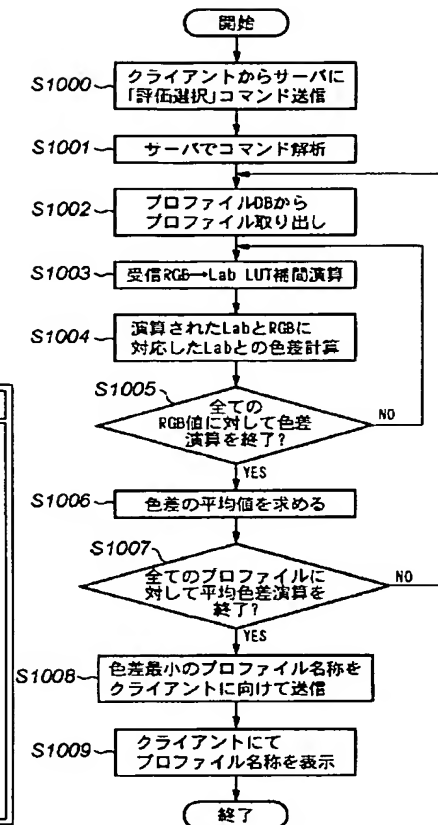 開始
S1000
クライアントからサーバに
「評価選択」コマンド送信
S1001
サーバでコマンド解析
S1002
プロファイルDBから
プロファイル取り出し
S1003
受信RGB→Lab LUT補間演算
S1004
演算されたLabとRGBに
対応したLabとの色差計算
S1005
全ての
RGB値に対して色差
演算を終了?
NO
YES
S1006
色差の平均値を求める
S1007
全てのプロファイルに
対して平均色差演算を
終了?
NO
YES
S1008
色差最小のプロファイル名称を
クライアントに向けて送信
S1009
クライアントにて
プロファイル名称を表示
終了